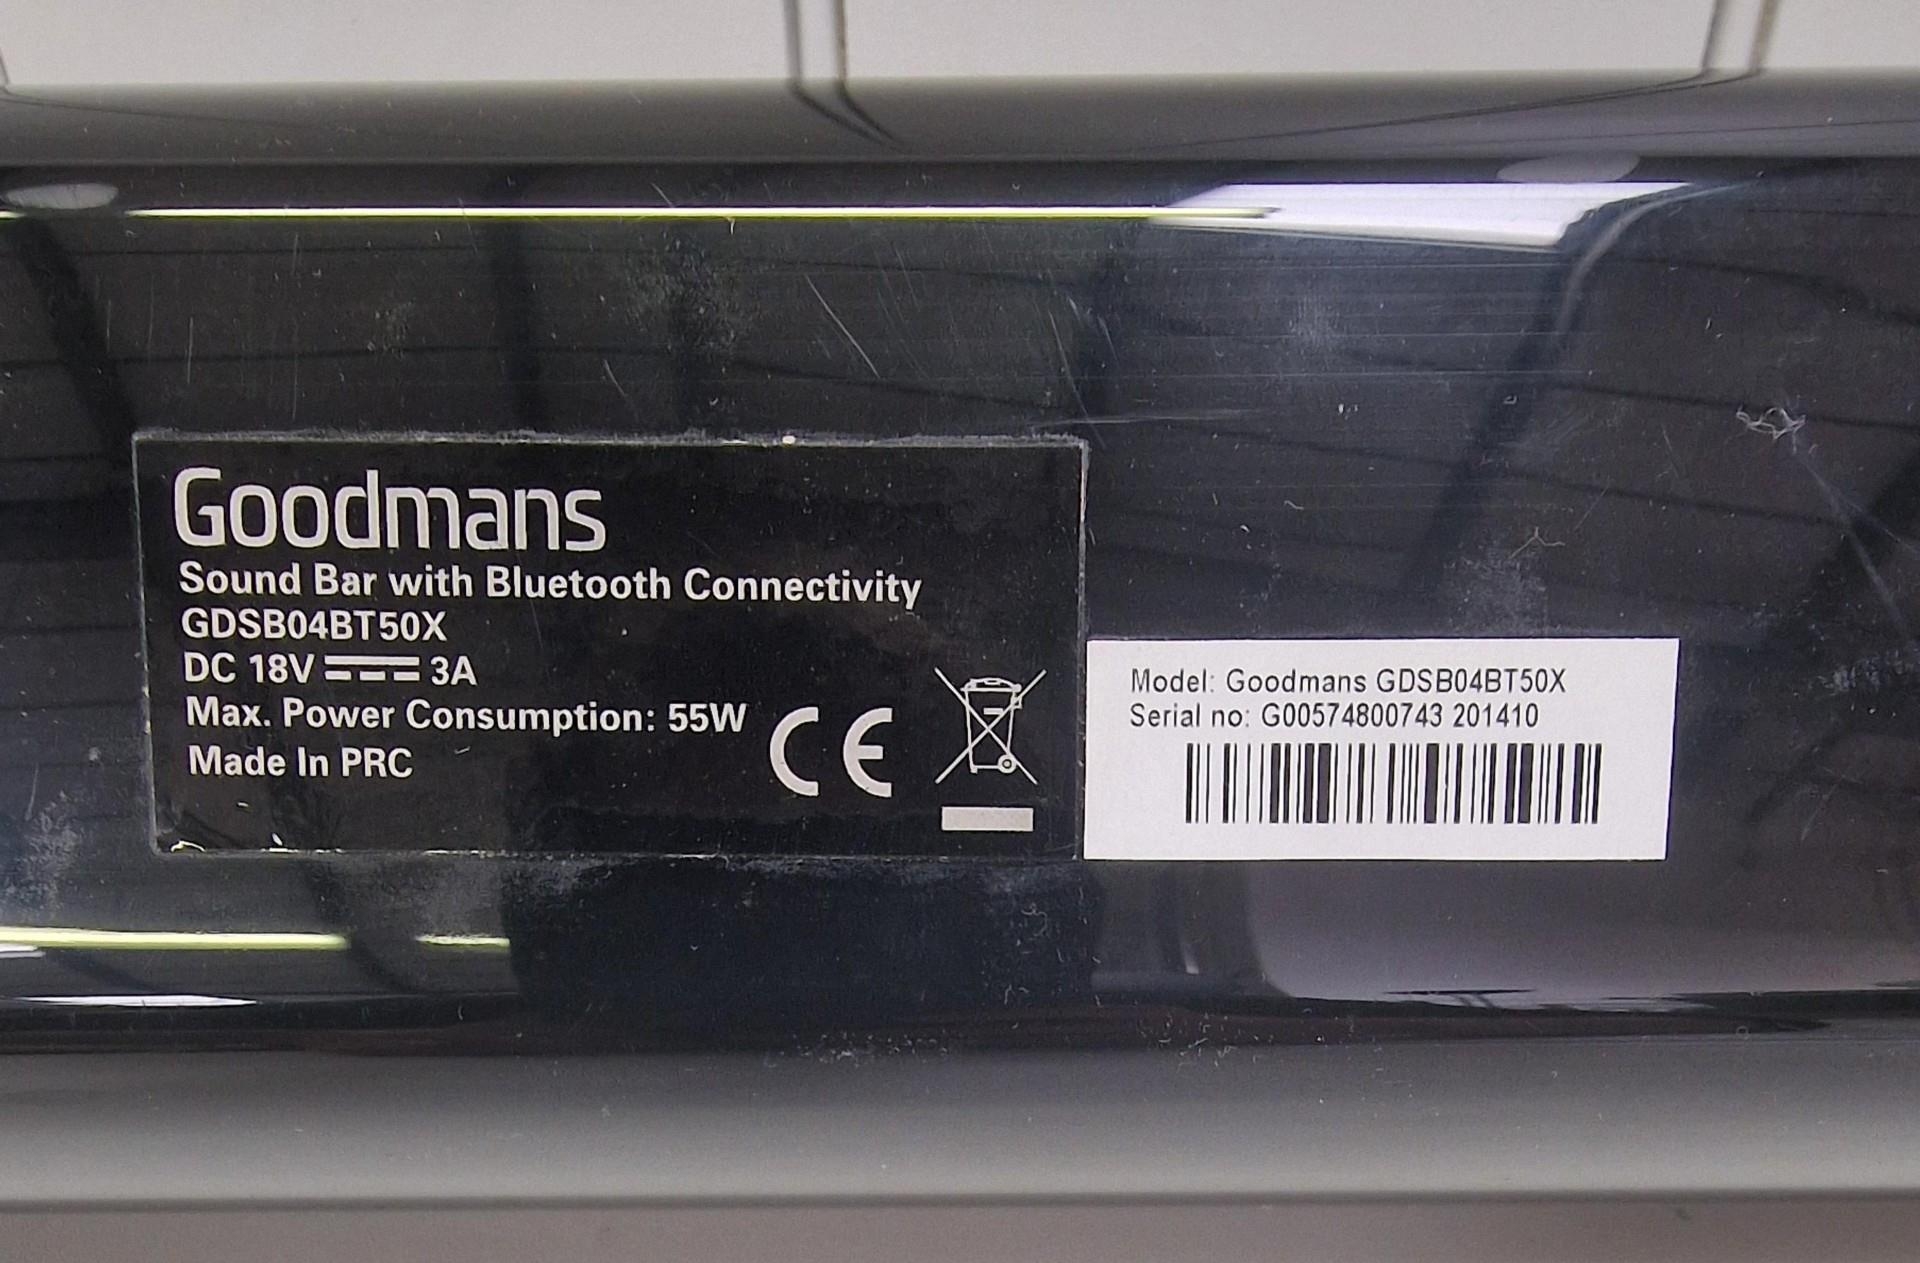 Goodmans
Sound Bar with Bluetooth Connectivity
GDSB04BT50X
DC 18V ⎓ 3A
Max. Power Consumption: 55W
Made In PRC
CE
Model: Goodmans GDSB04BT50X
Serial no: G00574800743 201410